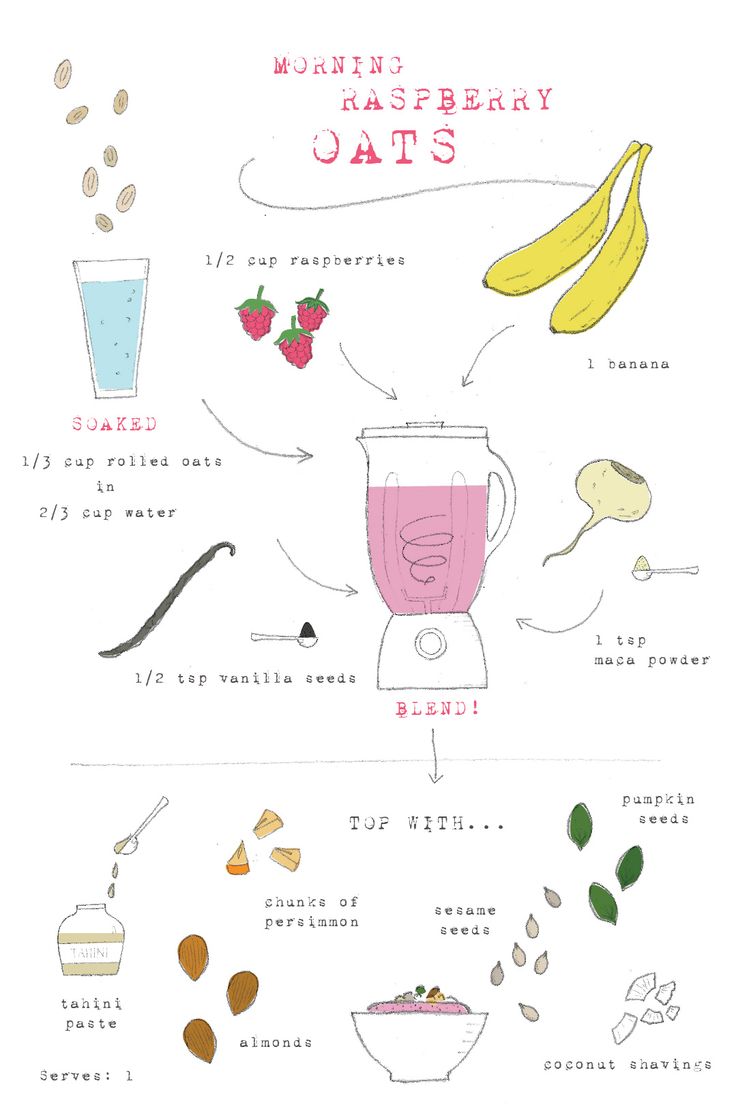 MORNING
RASPBERRY
OATS
1/2 cup raspberries
1 banana
SOAKED
1/3 cup rolled oats
in
2/3 cup water
1/2 tsp vanilla seeds
1 tsp
maca powder
BLEND!
TOP WITH...
pumpkin
seeds
chunks of
persimmon
sesame
seeds
TAHINI
tahini
paste
almonds
coconut shavings
Serves: 1